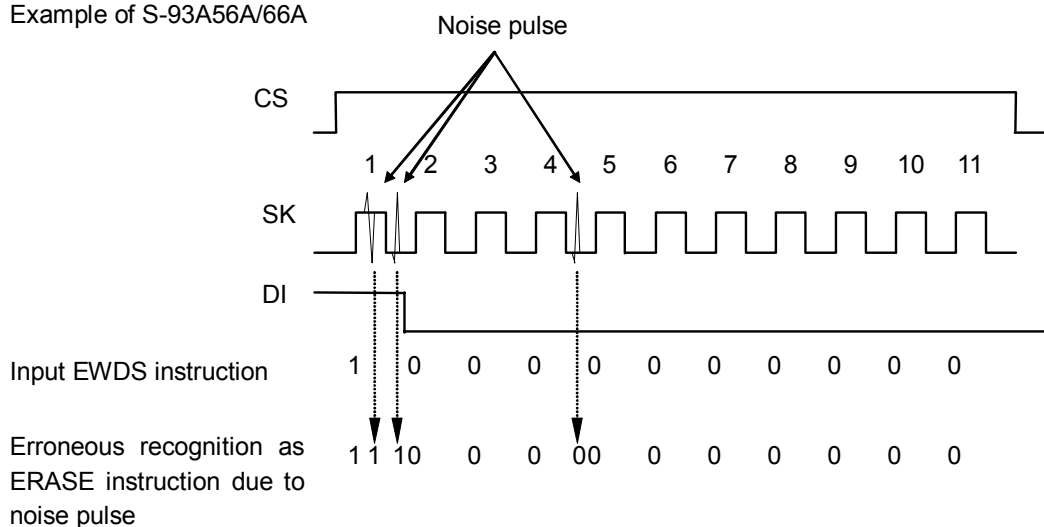 Example of S-93A56A/66A
Noise pulse
CS
1 2 3 4 5 6 7 8 9 10 11
SK
DI
Input EWDS instruction 1 0 0 0 0 0 0 0 0 0 0
Erroneous recognition as
ERASE instruction due to
noise pulse
1 1 10 0 0 00 0 0 0 0 0 0